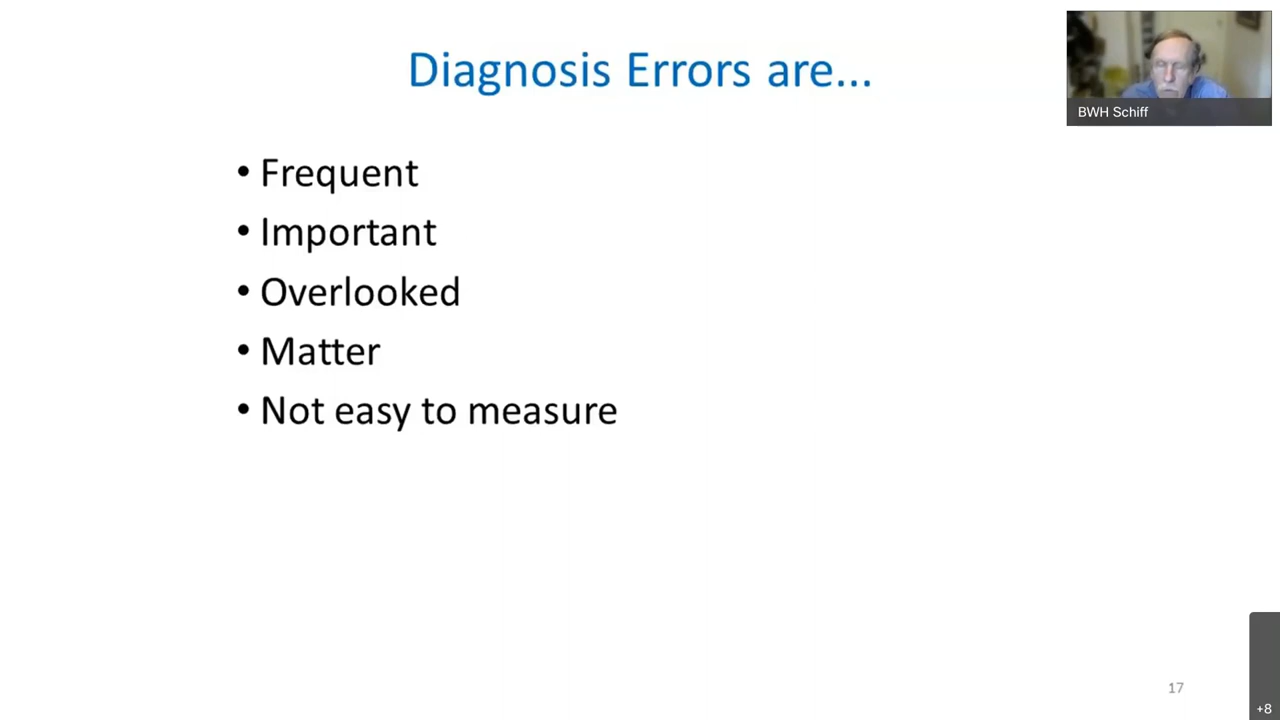 Diagnosis Errors are...
BWH Schiff
• Frequent
• Important
• Overlooked
• Matter
• Not easy to measure
17
+8